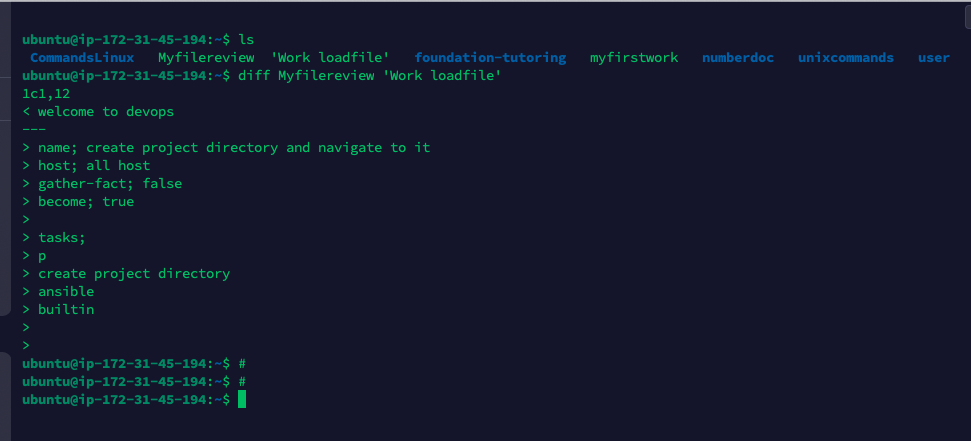 ubuntu@ip-172-31-45-194:~$ ls
CommandsLinux   Myfilereview  'Work loadfile'   foundation-tutoring   myfirstwork   numberdoc   unixcommands   user
ubuntu@ip-172-31-45-194:~$ diff Myfilereview 'Work loadfile'
1c1,12
< welcome to devops
---
> name; create project directory and navigate to it
> host; all host
> gather-fact; false
> become; true
>
> tasks;
> p
> create project directory
> ansible
> builtin
>
>
ubuntu@ip-172-31-45-194:~$ #
ubuntu@ip-172-31-45-194:~$ #
ubuntu@ip-172-31-45-194:~$